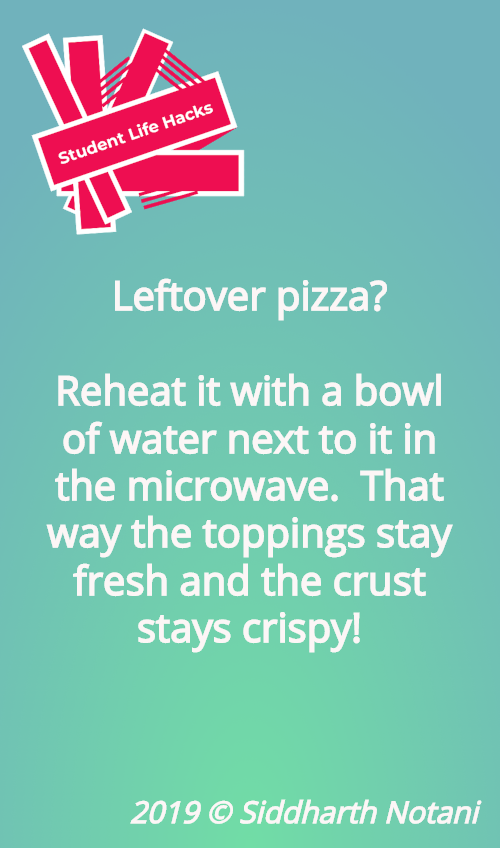 Student Life Hacks
Leftover pizza?
Reheat it with a bowl
of water next to it in
the microwave.  That
way the toppings stay
fresh and the crust
stays crispy!
2019 © Siddharth Notani